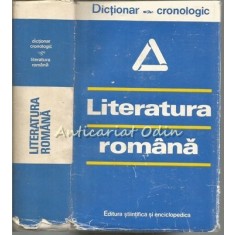 dicționar
cronologic
literatura
română
LITERATURA
ROMÂNĂ
Dicționar cronologic
Literatura
română
Editura științifică și enciclopedică
Anticariat Odin